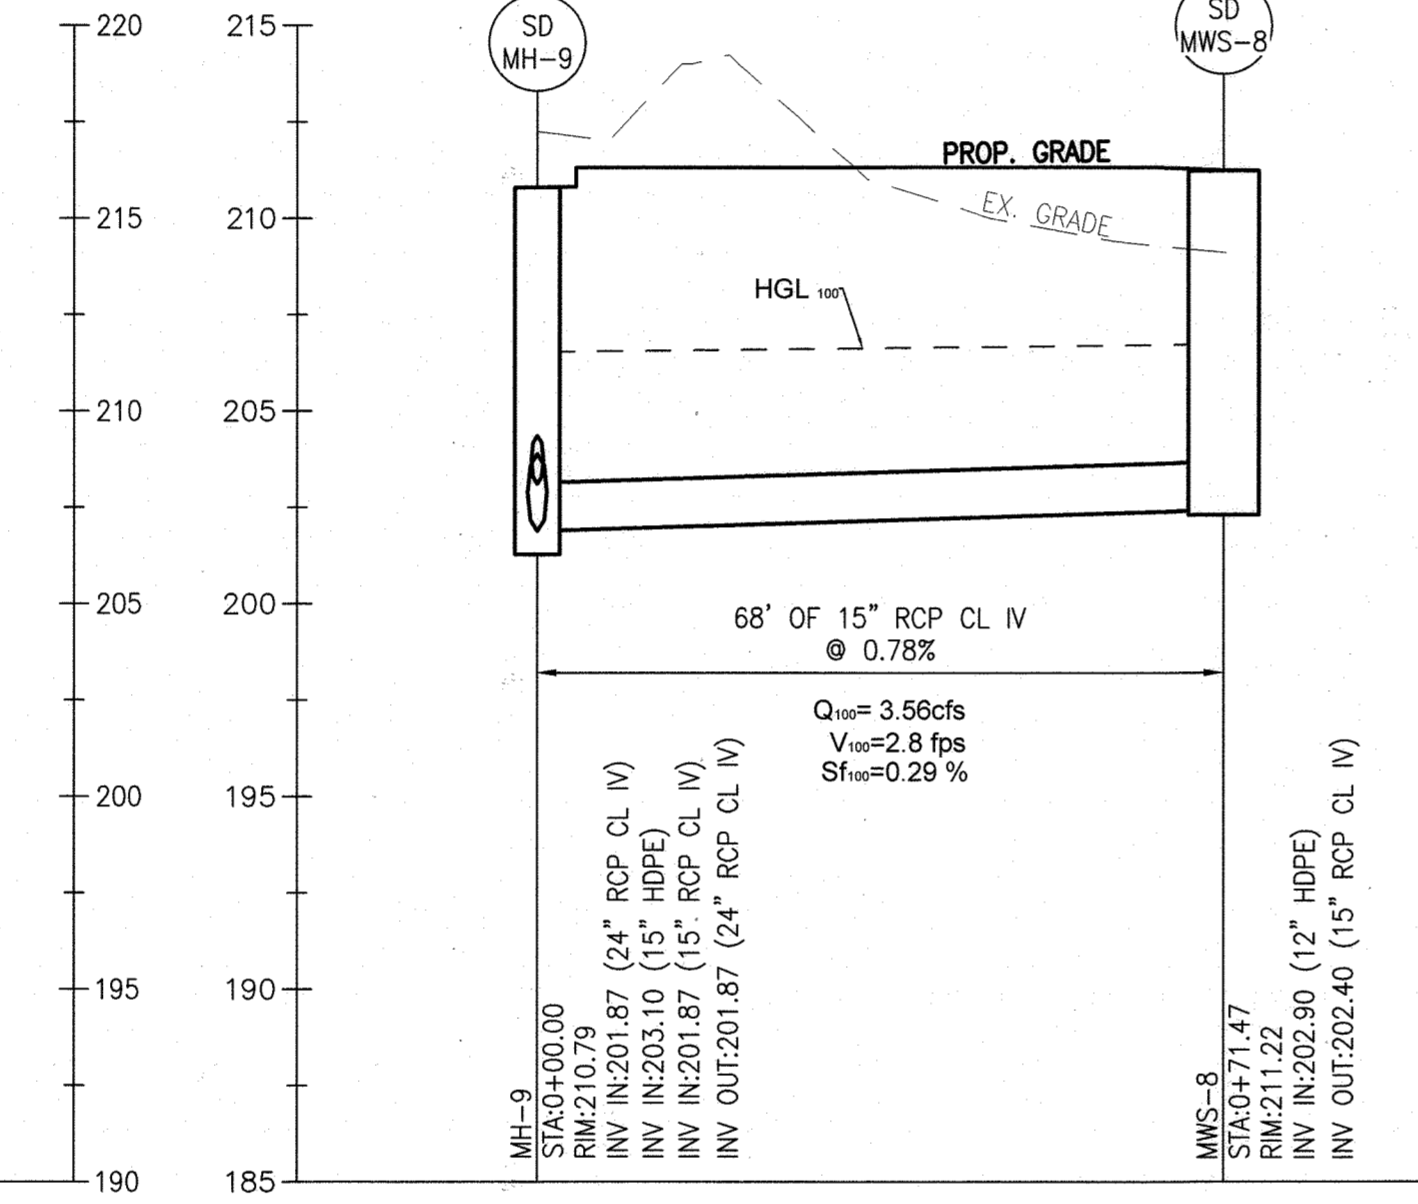 220
215
210
205
200
195
190
215
210
205
200
195
190
185
SD
MH-9
SD
MWS-8
PROP. GRADE
EX. GRADE
HGL 100
68' OF 15" RCP CL IV
@ 0.78%
Q100= 3.56cfs
V100=2.8 fps
Sf100=0.29 %
MH-9
STA:0+00.00
RIM:210.79
INV IN:201.87 (24" RCP CL IV)
INV IN:203.10 (15" HDPE)
INV IN:201.87 (15" RCP CL IV)
INV OUT:201.87 (24" RCP CL IV)
MWS-8
STA:0+71.47
RIM:211.22
INV IN:202.90 (12" HDPE)
INV OUT:202.40 (15" RCP CL IV)